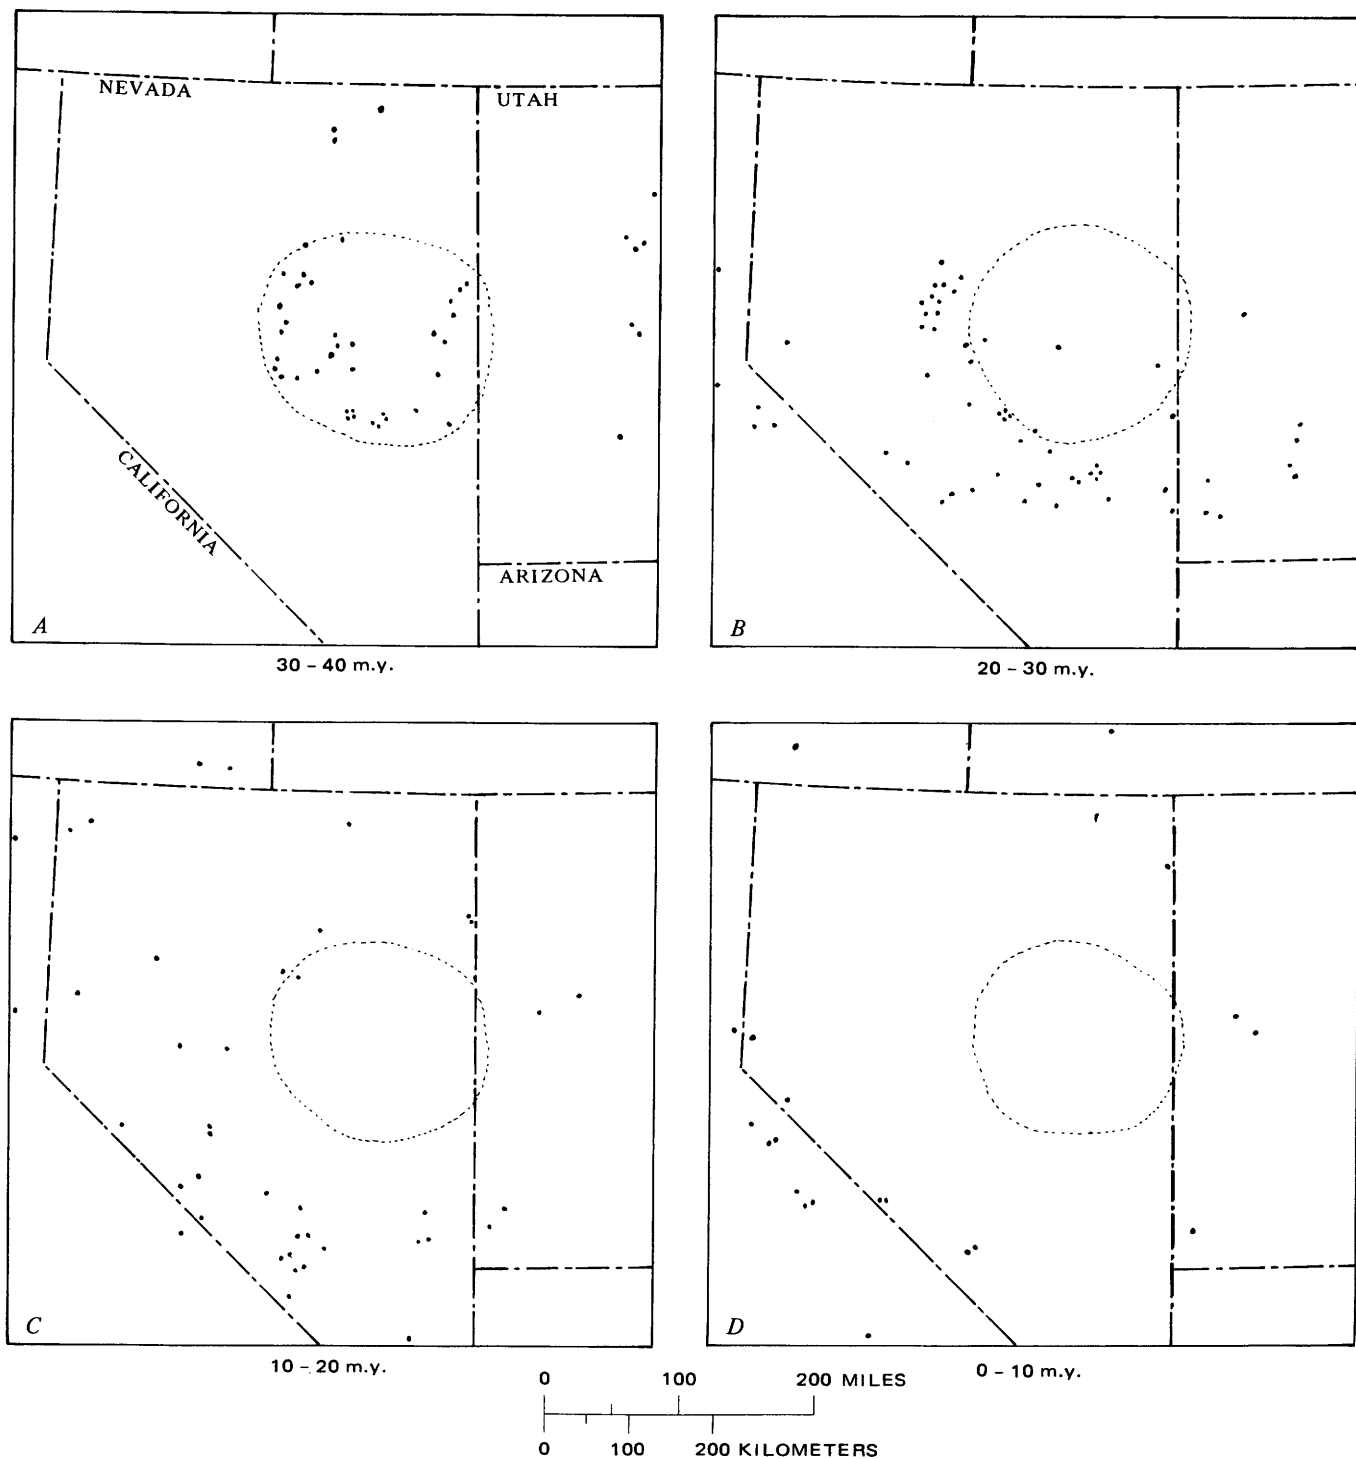 NEVADA
UTAH
CALIFORNIA
ARIZONA
A
30 – 40 m.y.
B
20 – 30 m.y.
C
10 – 20 m.y.
D
0 – 10 m.y.
0 100 200 MILES
0 100 200 KILOMETERS